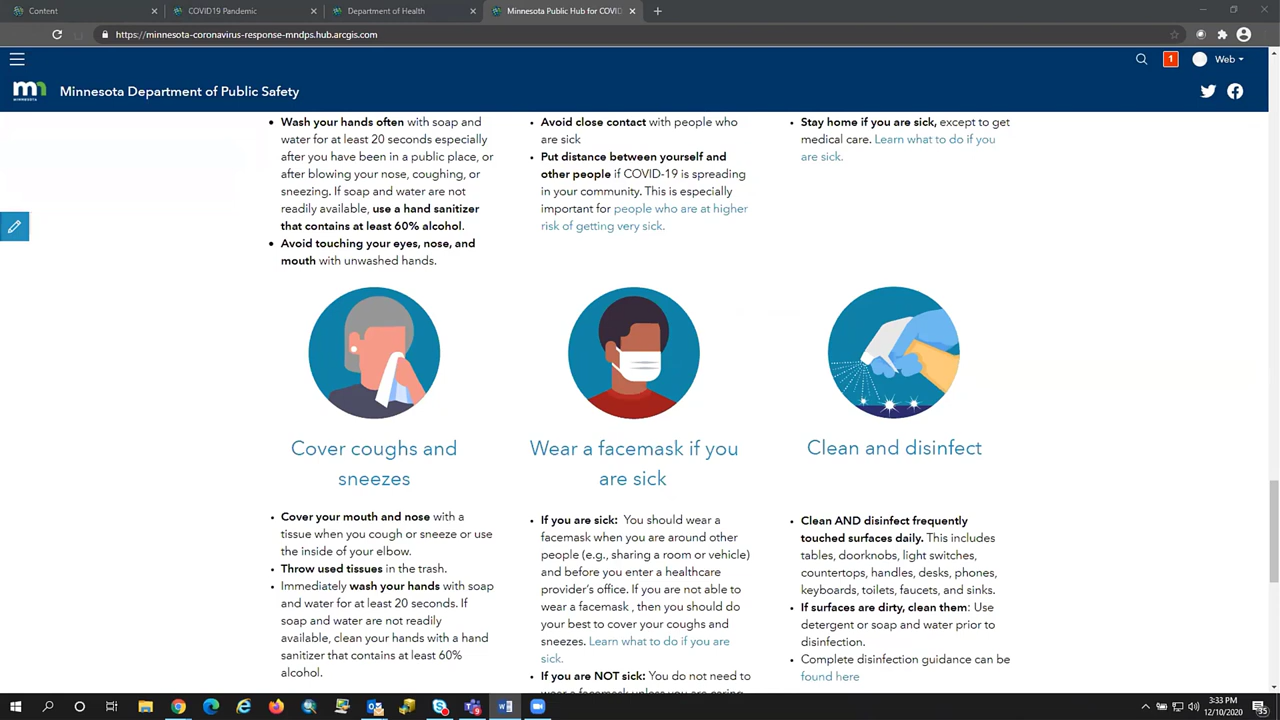 Content
COVID19 Pandemic
Department of Health
Minnesota Public Hub for COVID
https://minnesota-coronavirus-response-mndps.hub.arcgis.com
1
Web
mn
MINNESOTA
Minnesota Department of Public Safety
• Wash your hands often with soap and
water for at least 20 seconds especially
after you have been in a public place, or
after blowing your nose, coughing, or
sneezing. If soap and water are not
readily available, use a hand sanitizer
that contains at least 60% alcohol.
• Avoid touching your eyes, nose, and
mouth with unwashed hands.
• Avoid close contact with people who
are sick
• Put distance between yourself and
other people if COVID-19 is spreading
in your community. This is especially
important for people who are at higher
risk of getting very sick.
• Stay home if you are sick, except to get
medical care. Learn what to do if you
are sick.
Cover coughs and
sneezes
• Cover your mouth and nose with a
tissue when you cough or sneeze or use
the inside of your elbow.
• Throw used tissues in the trash.
• Immediately wash your hands with soap
and water for at least 20 seconds. If
soap and water are not readily
available, clean your hands with a hand
sanitizer that contains at least 60%
alcohol.
Wear a facemask if you
are sick
• If you are sick: You should wear a
facemask when you are around other
people (e.g., sharing a room or vehicle)
and before you enter a healthcare
provider's office. If you are not able to
wear a facemask , then you should do
your best to cover your coughs and
sneezes. Learn what to do if you are
sick.
• If you are NOT sick: You do not need to
wear a facemask unless you are caring
Clean and disinfect
• Clean AND disinfect frequently
touched surfaces daily. This includes
tables, doorknobs, light switches,
countertops, handles, desks, phones,
keyboards, toilets, faucets, and sinks.
• If surfaces are dirty, clean them: Use
detergent or soap and water prior to
disinfection.
• Complete disinfection guidance can be
found here
3:33 PM
12/10/2020
35